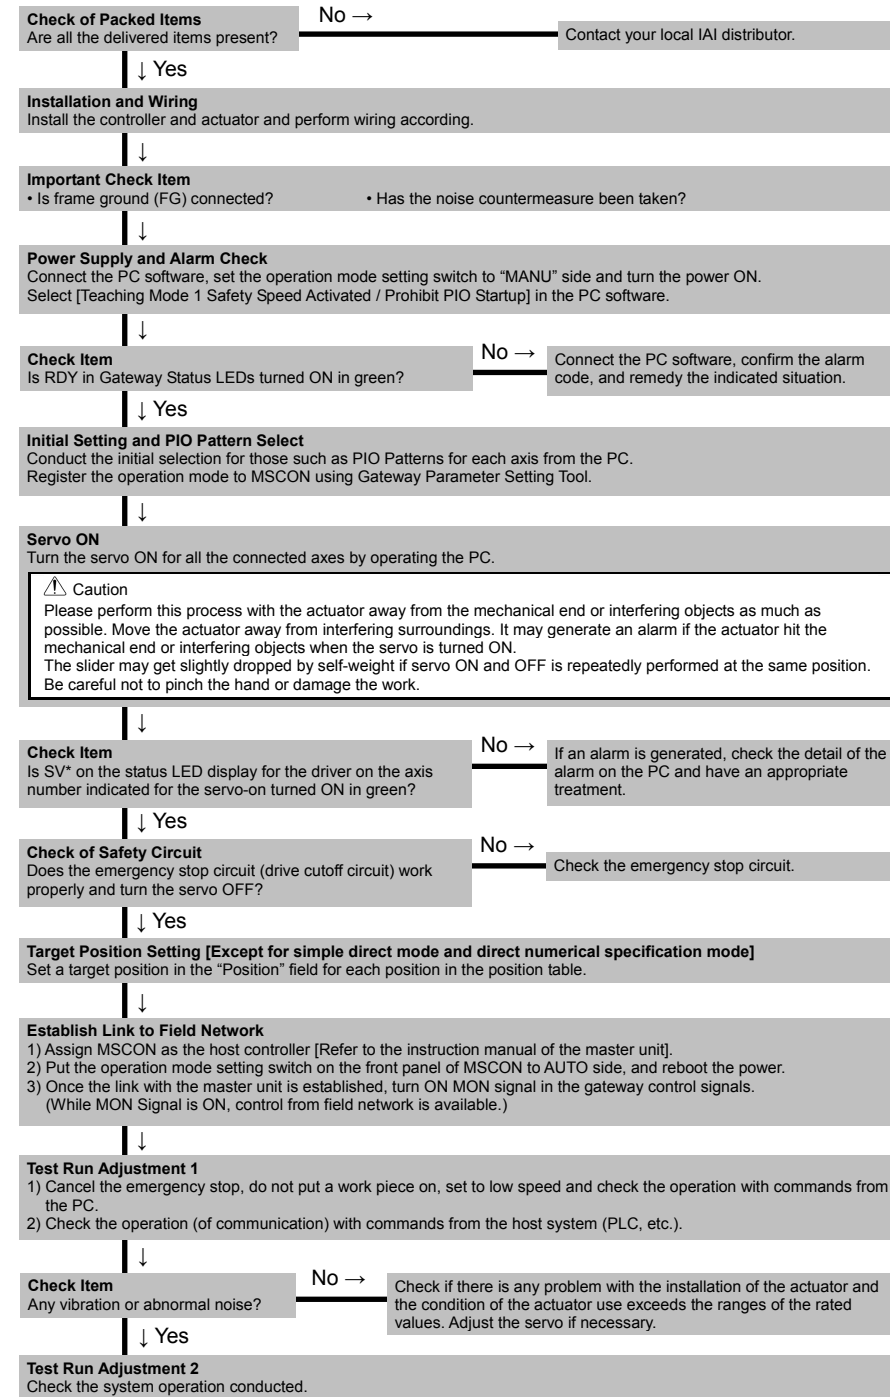 Check of Packed Items
Are all the delivered items present?
No →
Contact your local IAI distributor.
↓ Yes
Installation and Wiring
Install the controller and actuator and perform wiring according.
↓
Important Check Item
• Is frame ground (FG) connected? • Has the noise countermeasure been taken?
↓
Power Supply and Alarm Check
Connect the PC software, set the operation mode setting switch to “MANU” side and turn the power ON.
Select [Teaching Mode 1 Safety Speed Activated / Prohibit PIO Startup] in the PC software.
↓
Check Item
Is RDY in Gateway Status LEDs turned ON in green?
No →
Connect the PC software, confirm the alarm
code, and remedy the indicated situation.
↓ Yes
Initial Setting and PIO Pattern Select
Conduct the initial selection for those such as PIO Patterns for each axis from the PC.
Register the operation mode to MSCON using Gateway Parameter Setting Tool.
↓
Servo ON
Turn the servo ON for all the connected axes by operating the PC.
⚠ Caution
Please perform this process with the actuator away from the mechanical end or interfering objects as much as
possible. Move the actuator away from interfering surroundings. It may generate an alarm if the actuator hit the
mechanical end or interfering objects when the servo is turned ON.
The slider may get slightly dropped by self-weight if servo ON and OFF is repeatedly performed at the same position.
Be careful not to pinch the hand or damage the work.
↓
Check Item
Is SV* on the status LED display for the driver on the axis
number indicated for the servo-on turned ON in green?
No →
If an alarm is generated, check the detail of the
alarm on the PC and have an appropriate
treatment.
↓ Yes
Check of Safety Circuit
Does the emergency stop circuit (drive cutoff circuit) work
properly and turn the servo OFF?
No →
Check the emergency stop circuit.
↓ Yes
Target Position Setting [Except for simple direct mode and direct numerical specification mode]
Set a target position in the “Position” field for each position in the position table.
↓
Establish Link to Field Network
1) Assign MSCON as the host controller [Refer to the instruction manual of the master unit].
2) Put the operation mode setting switch on the front panel of MSCON to AUTO side, and reboot the power.
3) Once the link with the master unit is established, turn ON MON signal in the gateway control signals.
(While MON Signal is ON, control from field network is available.)
↓
Test Run Adjustment 1
1) Cancel the emergency stop, do not put a work piece on, set to low speed and check the operation with commands from
the PC.
2) Check the operation (of communication) with commands from the host system (PLC, etc.).
↓
Check Item
Any vibration or abnormal noise?
No →
Check if there is any problem with the installation of the actuator and
the condition of the actuator use exceeds the ranges of the rated
values. Adjust the servo if necessary.
↓ Yes
Test Run Adjustment 2
Check the system operation conducted.